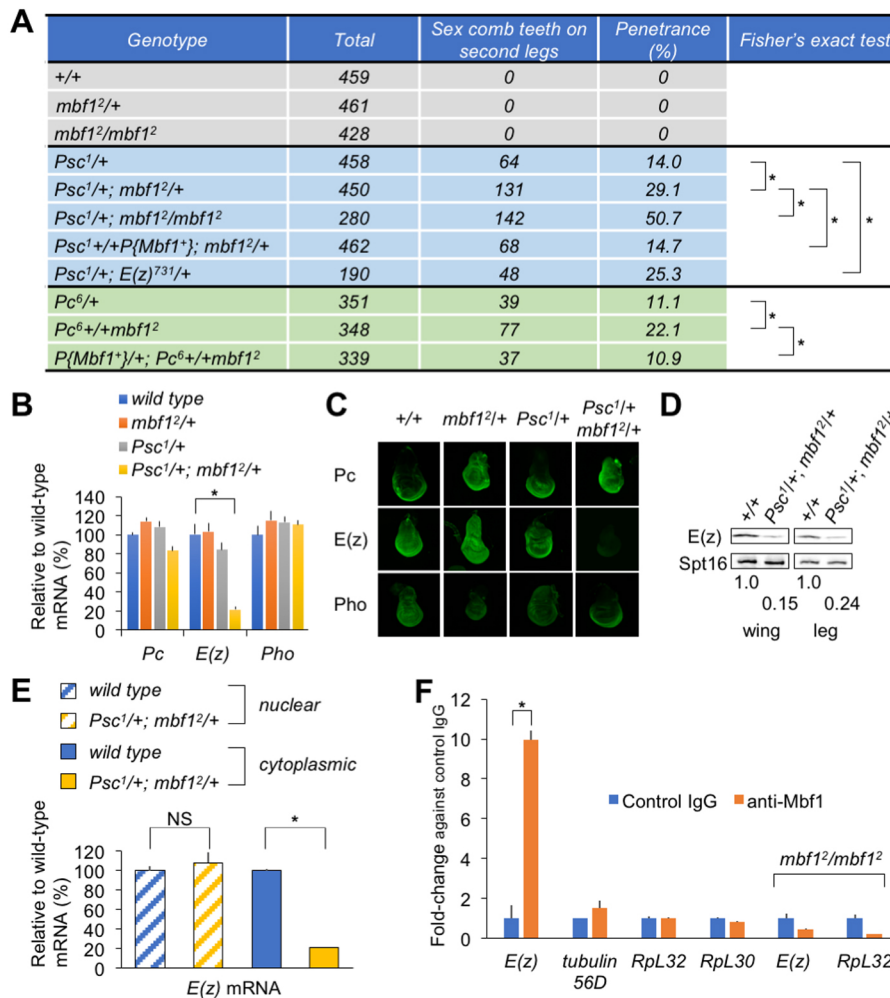 A
Genotype Total Sex comb teeth on second legs Penetrance (%) Fisher's exact test
+/+ 459 0 0
mbf1²/+ 461 0 0
mbf1²/mbf1² 428 0 0
Psc¹/+ 458 64 14.0
Psc¹/+; mbf1²/+ 450 131 29.1
Psc¹/+; mbf1²/mbf1² 280 142 50.7
Psc¹+/+P{Mbf1⁺}; mbf1²/+ 462 68 14.7
Psc¹/+; E(z)⁷³¹/+ 190 48 25.3
Pc⁶/+ 351 39 11.1
Pc⁶+/+mbf1² 348 77 22.1
P{Mbf1⁺}/+; Pc⁶+/+mbf1² 339 37 10.9
* * * *
* *
B
wild type
mbf1²/+
Psc¹/+
Psc¹/+; mbf1²/+
Relative to wild-type
mRNA (%)
140
120
100
80
60
40
20
0
*
Pc E(z) Pho
C
+/+ mbf1²/+ Psc¹/+ Psc¹/+
mbf1²/+
Pc
E(z)
Pho
D
+/+ Psc¹/+; mbf1²/+ +/+ Psc¹/+; mbf1²/+
E(z)
Spt16
1.0 1.0
0.15 0.24
wing leg
E
wild type
Psc¹/+; mbf1²/+
nuclear
wild type
Psc¹/+; mbf1²/+
cytoplasmic
Relative to wild-type
mRNA (%)
120
100
80
60
40
20
0
NS *
E(z) mRNA
F
Fold-change against control IgG
12
10
8
6
4
2
0
*
Control IgG anti-Mbf1
mbf1²/mbf1²
E(z) tubulin RpL32 RpL30 E(z) RpL32
56D